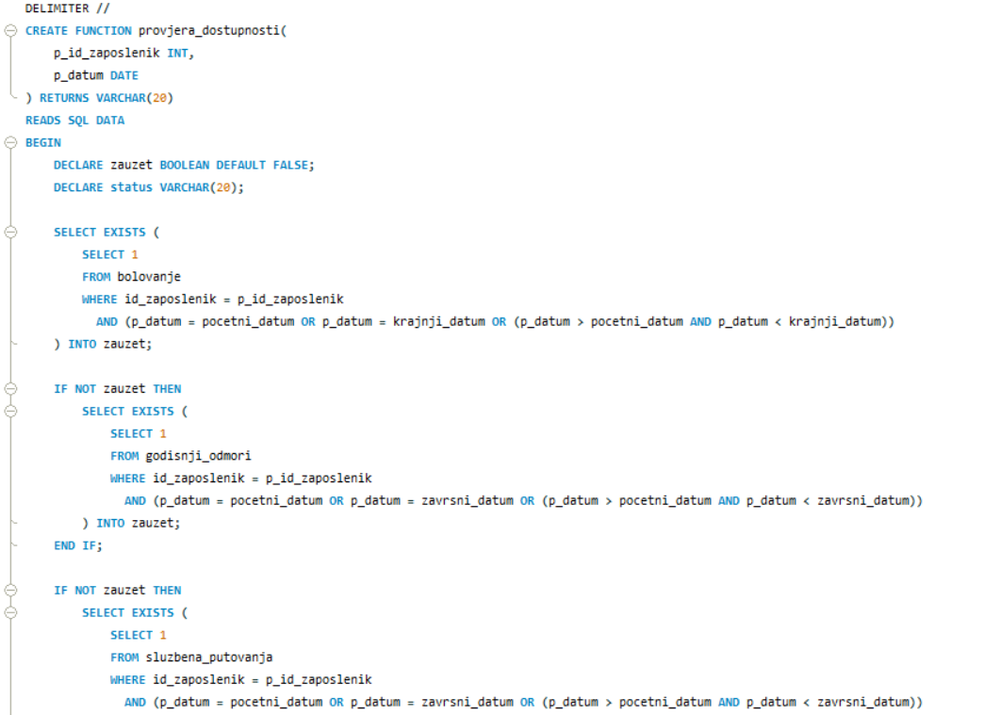 DELIMITER //
CREATE FUNCTION provjera_dostupnosti(
    p_id_zaposlenik INT,
    p_datum DATE
) RETURNS VARCHAR(20)
READS SQL DATA
BEGIN
    DECLARE zauzet BOOLEAN DEFAULT FALSE;
    DECLARE status VARCHAR(20);

    SELECT EXISTS (
        SELECT 1
        FROM bolovanje
        WHERE id_zaposlenik = p_id_zaposlenik
          AND (p_datum = pocetni_datum OR p_datum = krajnji_datum OR (p_datum > pocetni_datum AND p_datum < krajnji_datum))
    ) INTO zauzet;

    IF NOT zauzet THEN
        SELECT EXISTS (
            SELECT 1
            FROM godisnji_odmori
            WHERE id_zaposlenik = p_id_zaposlenik
              AND (p_datum = pocetni_datum OR p_datum = zavrsni_datum OR (p_datum > pocetni_datum AND p_datum < zavrsni_datum))
        ) INTO zauzet;
    END IF;

    IF NOT zauzet THEN
        SELECT EXISTS (
            SELECT 1
            FROM sluzbena_putovanja
            WHERE id_zaposlenik = p_id_zaposlenik
              AND (p_datum = pocetni_datum OR p_datum = zavrsni_datum OR (p_datum > pocetni_datum AND p_datum < zavrsni_datum))